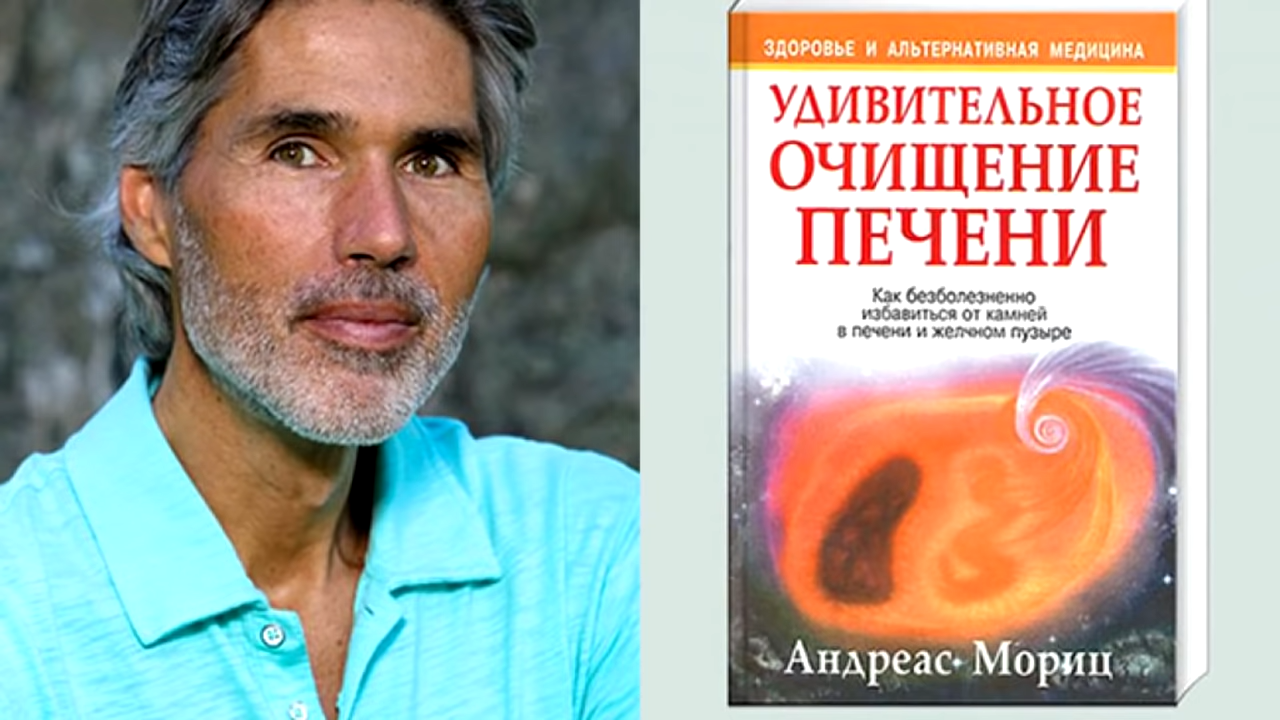 ЗДОРОВЬЕ И АЛЬТЕРНАТИВНАЯ МЕДИЦИНА
УДИВИТЕЛЬНОЕ
ОЧИЩЕНИЕ
ПЕЧЕНИ
Как безболезненно
избавиться от камней
в печени и желчном пузыре
Андреас Мориц